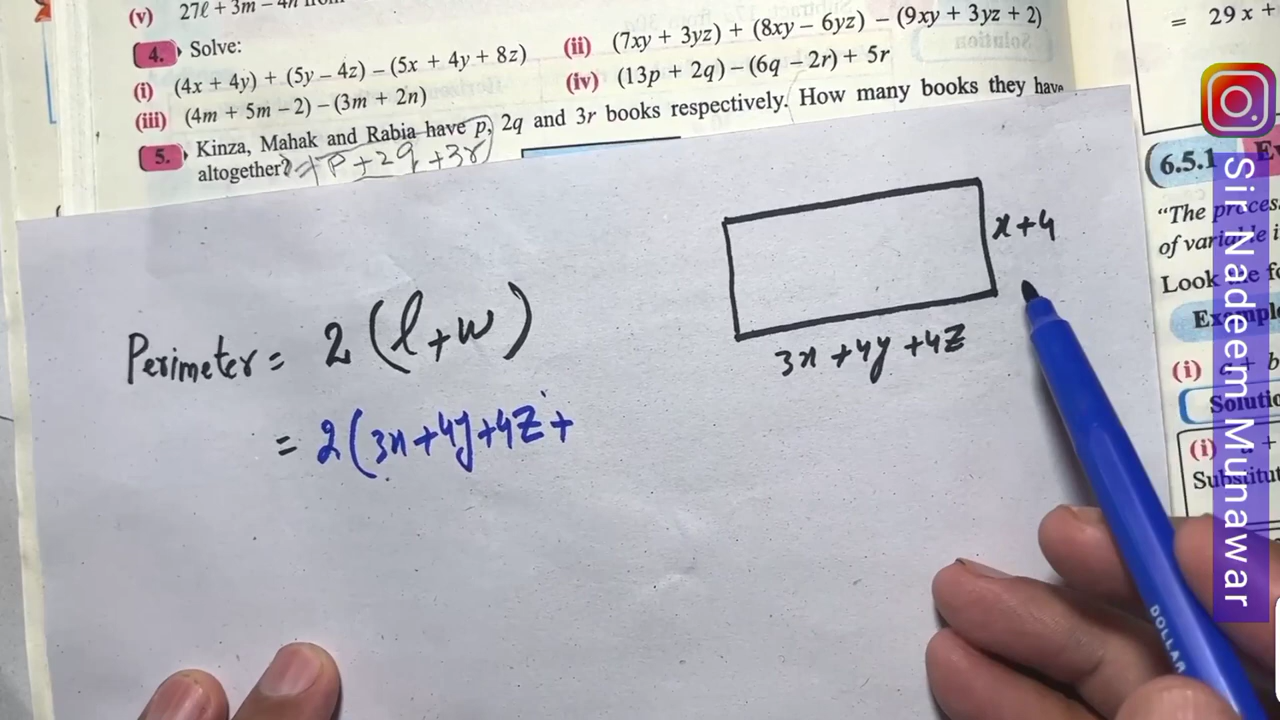 (v) 27ℓ + 3m – 4n from
4. Solve:
(i) (4x + 4y) + (5y – 4z) – (5x + 4y + 8z)
(ii) (7xy + 3yz) + (8xy – 6yz) – (9xy + 3yz + 2)
(iii) (4m + 5m – 2) – (3m + 2n)
(iv) (13p + 2q) – (6q – 2r) + 5r
5. Kinza, Mahak and Rabia have p, 2q and 3r books respectively. How many books they have
altogether? P + 2q + 3r
x + 4
3x + 4y + 4z
Perimeter = 2 (l + w)
= 2 (3x + 4y + 4z +
= 29x +
6.5.1
"The process
of variable i
Look the fo
Example
(i) a + b
Solutio
(i) +
Substitut
Sir Nadeem Munawar
DOLLAR